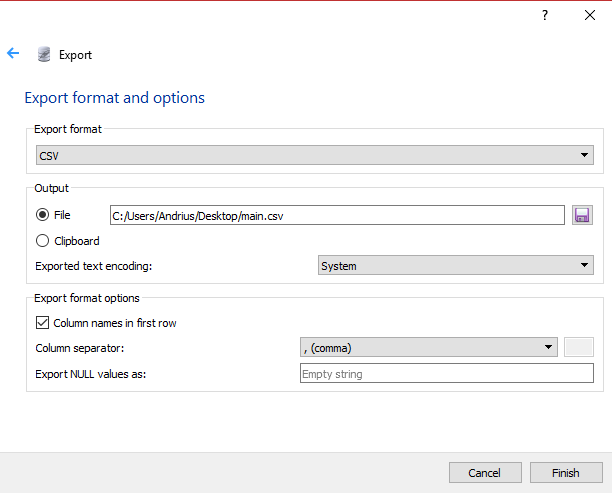 ?
Export
Export format and options
Export format
CSV
Output
File
C:/Users/Andrius/Desktop/main.csv
Clipboard
Exported text encoding:
System
Export format options
Column names in first row
Column separator:
, (comma)
Export NULL values as:
Empty string
Cancel
Finish